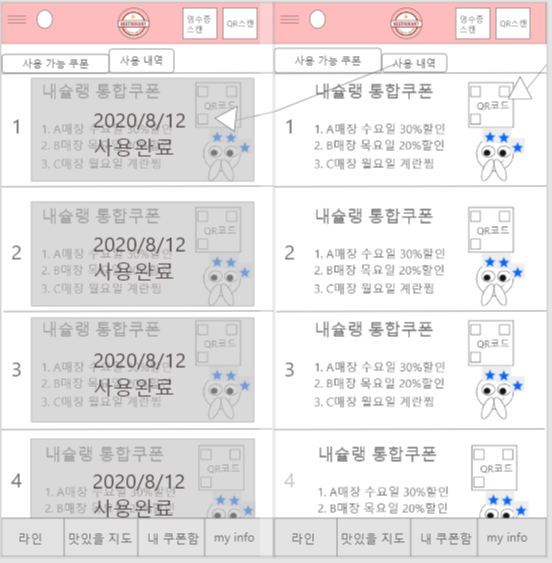 영수증
스캔
QR스캔
RESTAURANT
사용 가능 쿠폰
사용 내역
1
내슐랭 통합쿠폰
QR코드
2020/8/12
사용완료
1. A매장 수요일 30%할인
2. B매장 목요일 20%할인
3. C매장 월요일 계란찜
2
내슐랭 통합쿠폰
QR코드
2020/8/12
사용완료
1. A매장 수요일 30%할인
2. B매장 목요일 20%할인
3. C매장 월요일 계란찜
3
내슐랭 통합쿠폰
QR코드
2020/8/12
사용완료
1. A매장 수요일 30%할인
2. B매장 목요일 20%할인
3. C매장 월요일 계란찜
4
내슐랭 통합쿠폰
QR코드
2020/8/12
사용완료
1. A매장 수요일 30%할인
2. B매장 목요일 20%할인
라인
맛있을 지도
내 쿠폰함
my info
영수증
스캔
QR스캔
RESTAURANT
사용 가능 쿠폰
사용 내역
1
내슐랭 통합쿠폰
QR코드
1. A매장 수요일 30%할인
2. B매장 목요일 20%할인
3. C매장 월요일 계란찜
2
내슐랭 통합쿠폰
QR코드
1. A매장 수요일 30%할인
2. B매장 목요일 20%할인
3. C매장 월요일 계란찜
3
내슐랭 통합쿠폰
QR코드
1. A매장 수요일 30%할인
2. B매장 목요일 20%할인
3. C매장 월요일 계란찜
4
내슐랭 통합쿠폰
QR코드
1. A매장 수요일 30%할인
2. B매장 목요일 20%할인
라인
맛있을 지도
내 쿠폰함
my info